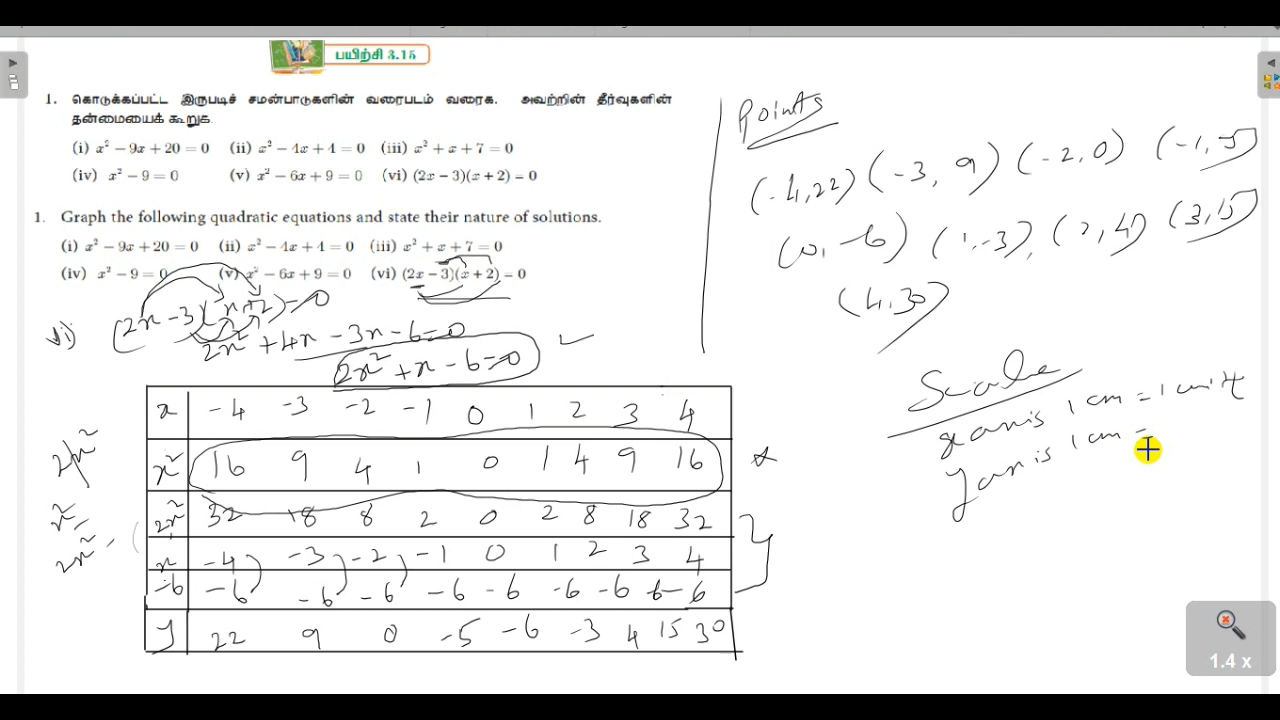 பயிற்சி 3.15
1. கொடுக்கப்பட்ட இருபடிச் சமன்பாடுகளின் வரைபடம் வரைக. அவற்றின் தீர்வுகளின்
தன்மையைக் கூறுக.
(i) x² − 9x + 20 = 0 (ii) x² − 4x + 4 = 0 (iii) x² + x + 7 = 0
(iv) x² − 9 = 0 (v) x² − 6x + 9 = 0 (vi) (2x − 3)(x + 2) = 0
1. Graph the following quadratic equations and state their nature of solutions.
(i) x² − 9x + 20 = 0 (ii) x² − 4x + 4 = 0 (iii) x² + x + 7 = 0
(iv) x² − 9 = 0 (v) x² − 6x + 9 = 0 (vi) (2x − 3)(x + 2) = 0
vi) (2x − 3)(x + 2) = 0
2x² + 4x − 3x − 6 = 0
2x² + x − 6 = 0
x -4 -3 -2 -1 0 1 2 3 4
2x² x² 16 9 4 1 0 1 4 9 16
x² 2x² 32 18 8 2 0 2 8 18 32
2x² x -4 -3 -2 -1 0 1 2 3 4
-6 -6 -6 -6 -6 -6 -6 -6 6 -6
y 22 9 0 -5 -6 -3 4 15 30
Points
(-4, 22) (-3, 9) (-2, 0) (-1, -5)
(0, -6) (1, -3), (2, 4) (3, 15)
(4, 30)
Scale
x axis 1 cm = 1 unit
y axis 1 cm =
1.4 x